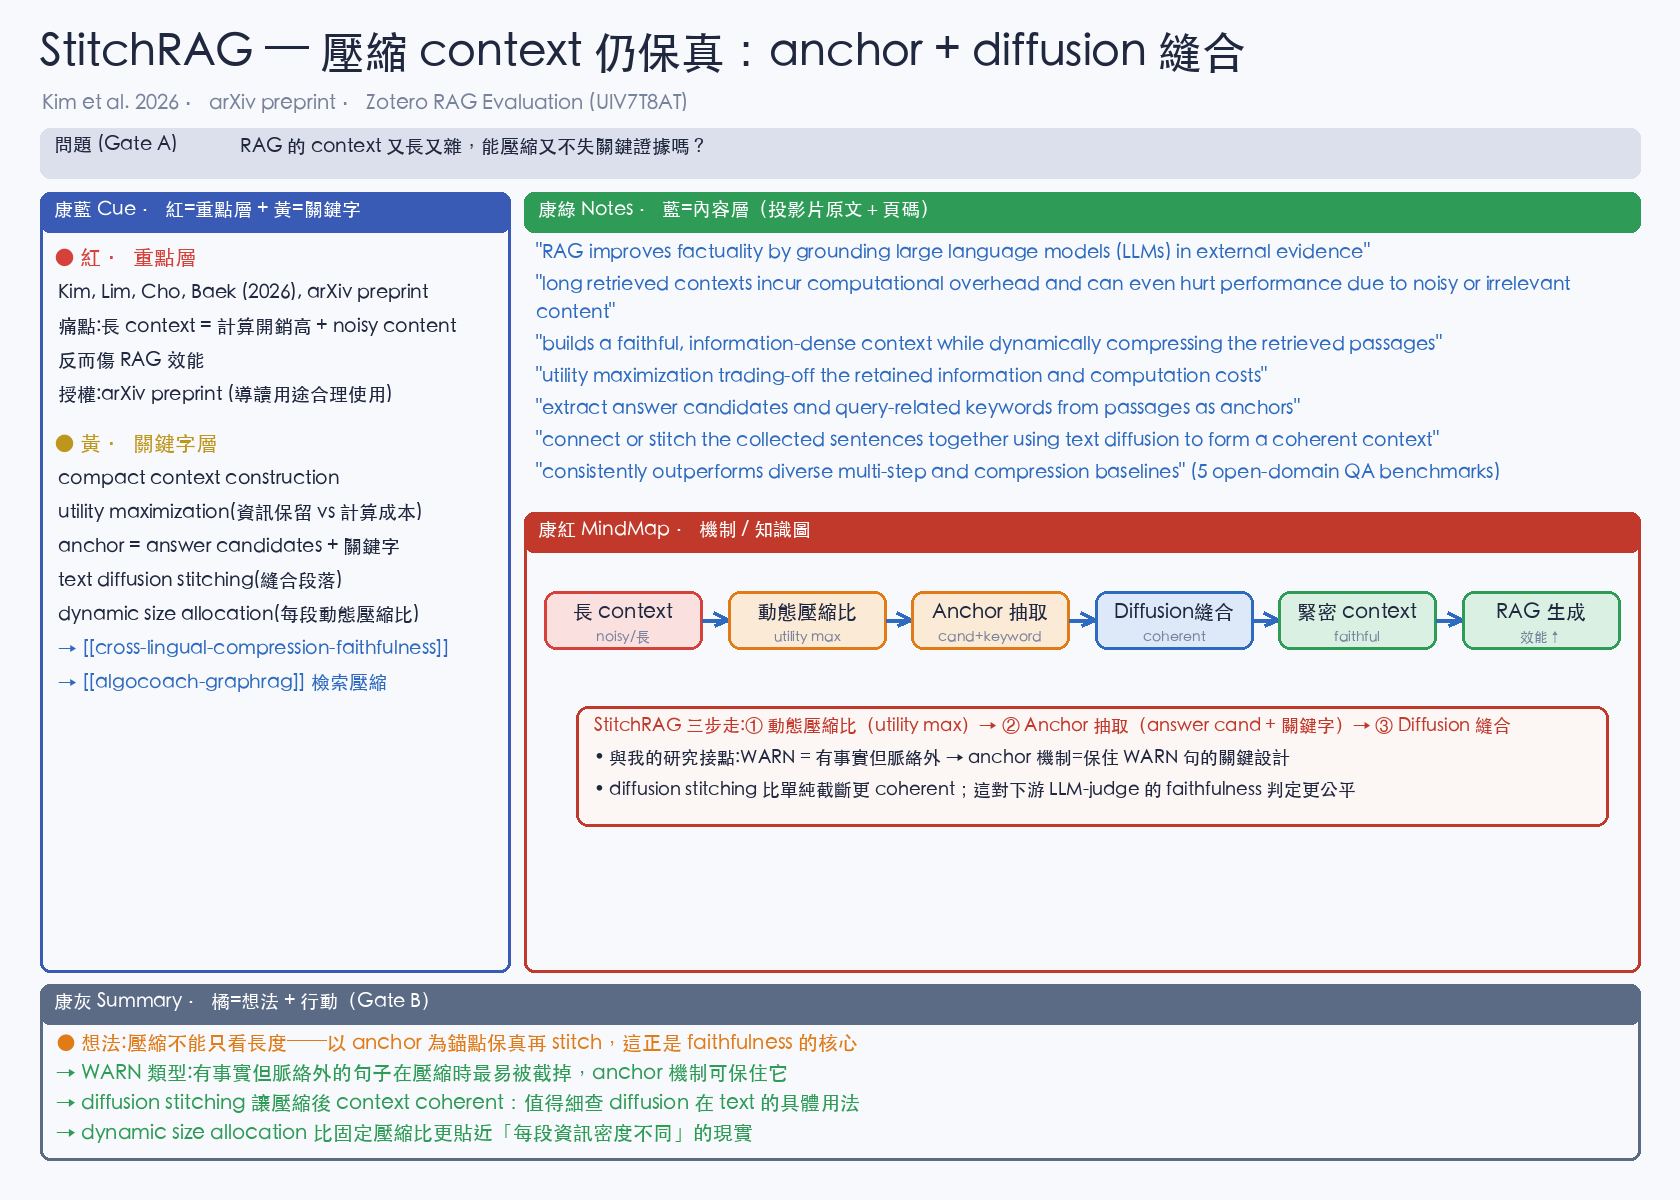 StitchRAG — 壓縮 context 仍保真：anchor + diffusion 縫合
Kim et al. 2026 · arXiv preprint · Zotero RAG Evaluation (UIV7T8AT)
問題 (Gate A) RAG 的 context 又長又雜，能壓縮又不失關鍵證據嗎？
康藍 Cue · 紅=重點層 + 黃=關鍵字
● 紅 · 重點層
Kim, Lim, Cho, Baek (2026), arXiv preprint
痛點:長 context = 計算開銷高 + noisy content
反而傷 RAG 效能
授權:arXiv preprint (導讀用途合理使用)
● 黃 · 關鍵字層
compact context construction
utility maximization(資訊保留 vs 計算成本)
anchor = answer candidates + 關鍵字
text diffusion stitching(縫合段落)
dynamic size allocation(每段動態壓縮比)
→ [[cross-lingual-compression-faithfulness]]
→ [[algocoach-graphrag]] 檢索壓縮
康綠 Notes · 藍=內容層（投影片原文 + 頁碼）
"RAG improves factuality by grounding large language models (LLMs) in external evidence"
"long retrieved contexts incur computational overhead and can even hurt performance due to noisy or irrelevant
content"
"builds a faithful, information-dense context while dynamically compressing the retrieved passages"
"utility maximization trading-off the retained information and computation costs"
"extract answer candidates and query-related keywords from passages as anchors"
"connect or stitch the collected sentences together using text diffusion to form a coherent context"
"consistently outperforms diverse multi-step and compression baselines" (5 open-domain QA benchmarks)
康紅 MindMap · 機制 / 知識圖
長 context
noisy/長
動態壓縮比
utility max
Anchor 抽取
cand+keyword
Diffusion縫合
coherent
緊密 context
faithful
RAG 生成
效能↑
StitchRAG 三步走:① 動態壓縮比（utility max）→ ② Anchor 抽取（answer cand + 關鍵字）→ ③ Diffusion 縫合
• 與我的研究接點:WARN = 有事實但脈絡外 → anchor 機制=保住 WARN 句的關鍵設計
• diffusion stitching 比單純截斷更 coherent；這對下游 LLM-judge 的 faithfulness 判定更公平
康灰 Summary · 橘=想法 + 行動（Gate B）
● 想法:壓縮不能只看長度——以 anchor 為錨點保真再 stitch，這正是 faithfulness 的核心
→ WARN 類型:有事實但脈絡外的句子在壓縮時最易被截掉，anchor 機制可保住它
→ diffusion stitching 讓壓縮後 context coherent：值得細查 diffusion 在 text 的具體用法
→ dynamic size allocation 比固定壓縮比更貼近「每段資訊密度不同」的現實